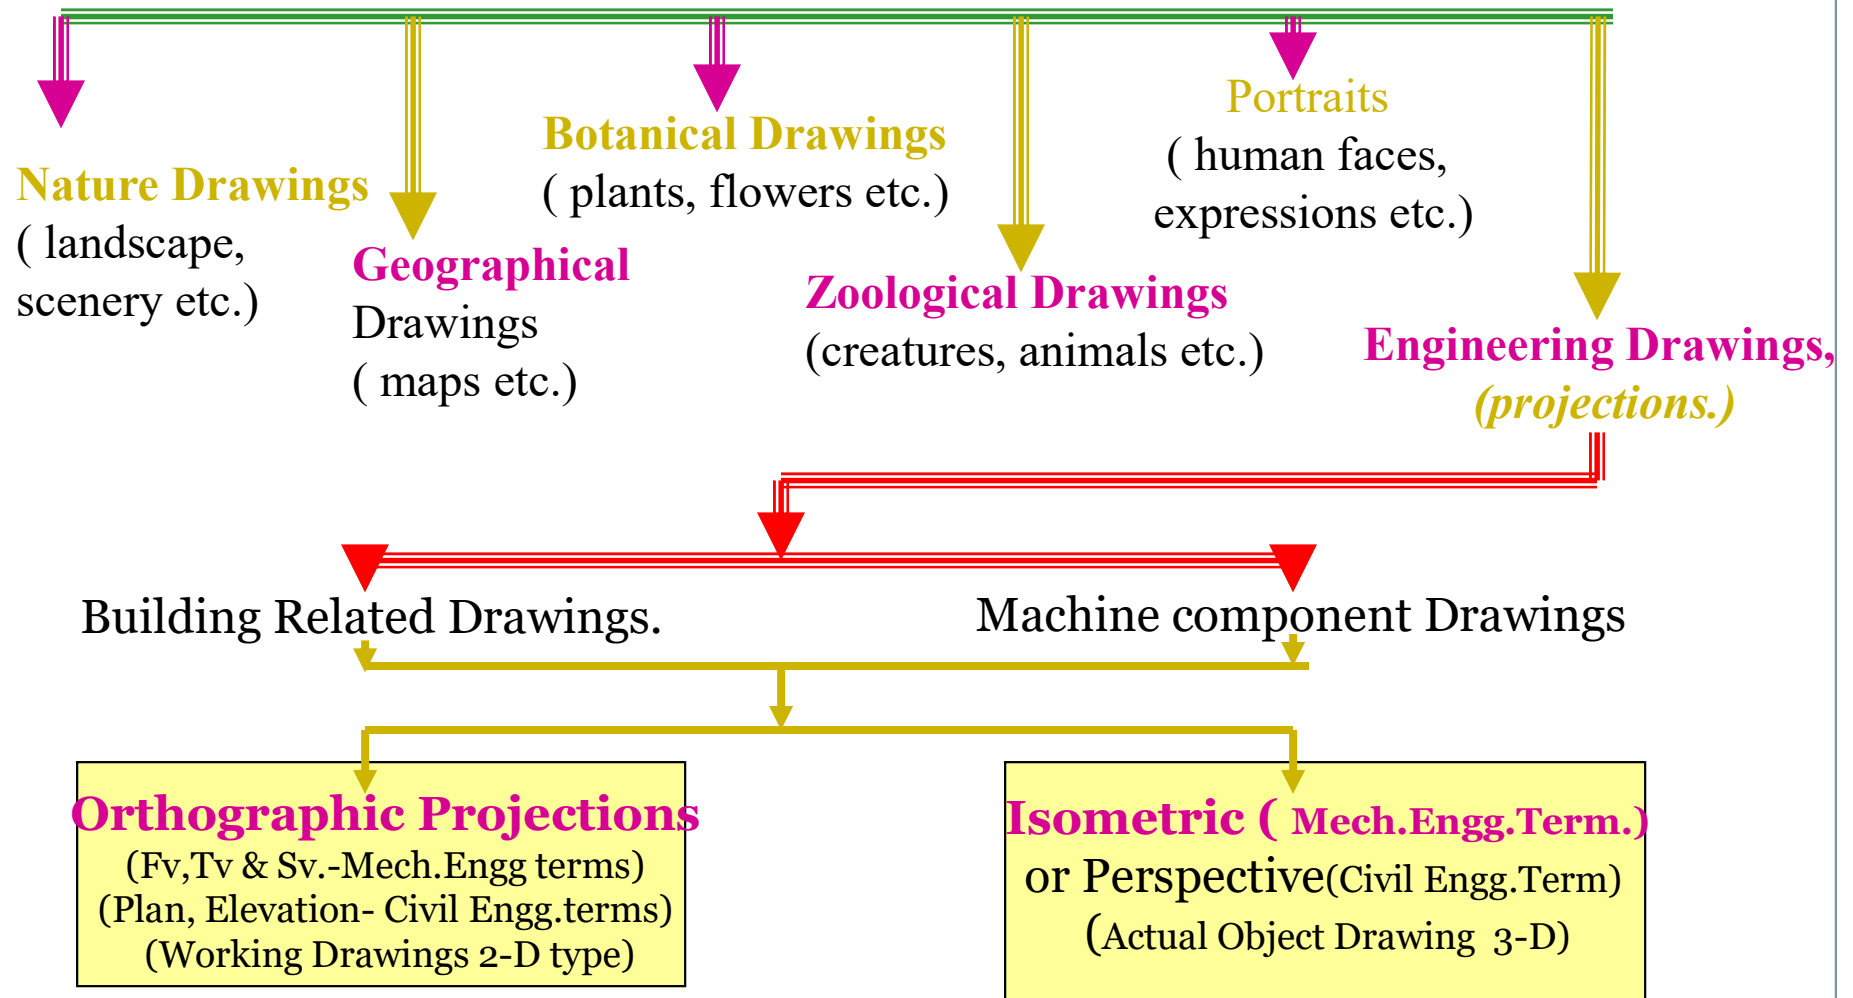 Nature Drawings
( landscape,
scenery etc.)
Geographical
Drawings
( maps etc.)
Botanical Drawings
( plants, flowers etc.)
Zoological Drawings
(creatures, animals etc.)
Portraits
( human faces,
expressions etc.)
Engineering Drawings,
(projections.)
Building Related Drawings.
Machine component Drawings
Orthographic Projections
(Fv,Tv & Sv.-Mech.Engg terms)
(Plan, Elevation- Civil Engg.terms)
(Working Drawings 2-D type)
Isometric ( Mech.Engg.Term.)
or Perspective(Civil Engg.Term)
(Actual Object Drawing 3-D)